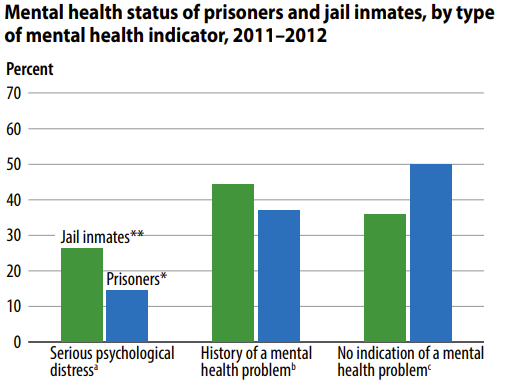 Mental health status of prisoners and jail inmates, by type
of mental health indicator, 2011–2012
Percent
70
60
50
40
30
20
10
0
Jail inmates**
Prisoners*
Serious psychological
distressᵃ
History of a mental
health problemᵇ
No indication of a mental
health problemᶜ